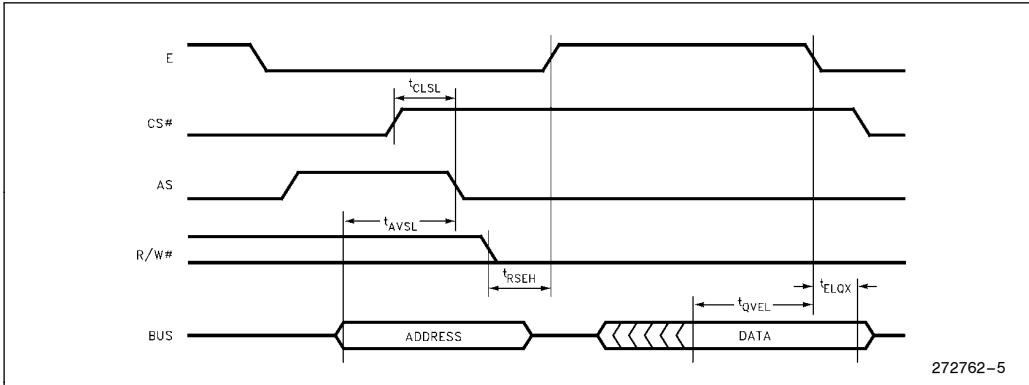 E
t_CLSL
CS#
AS
t_AVSL
R/W#
t_RSEH
t_ELQX
t_QVEL
BUS
ADDRESS
DATA
272762–5